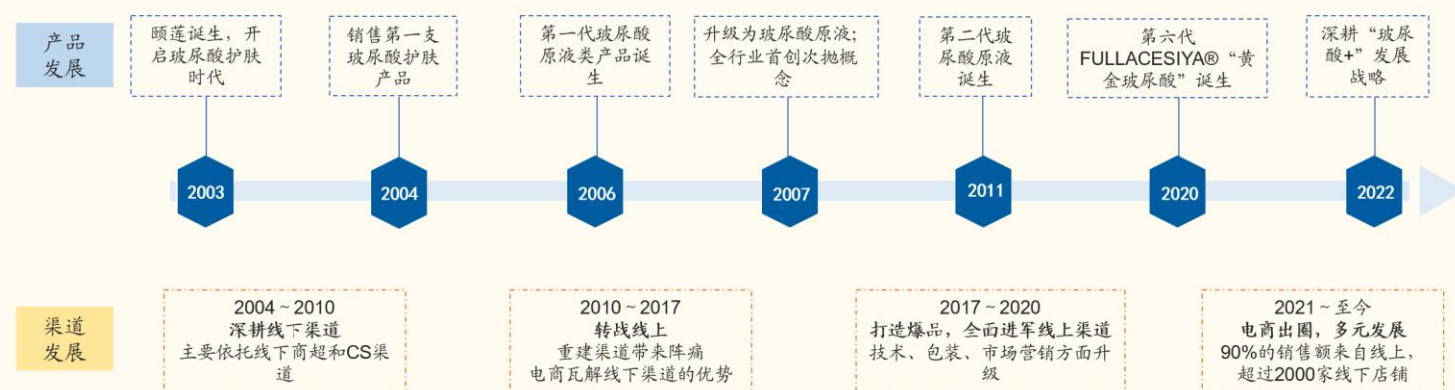 产品
发展
颐莲诞生，开
启玻尿酸护肤
时代
销售第一支
玻尿酸护肤
产品
第一代玻尿酸
原液类产品诞
生
升级为玻尿酸原液；
全行业首创次抛概
念
第二代玻
尿酸原液
诞生
第六代
FULLACESIYA®“黄
金玻尿酸”诞生
深耕“玻尿
酸+”发展
战略
2003
2004
2006
2007
2011
2020
2022
渠道
发展
2004～2010
深耕线下渠道
主要依托线下商超和CS渠
道
2010～2017
转战线上
重建渠道带来阵痛
电商瓦解线下渠道的优势
2017～2020
打造爆品，全面进军线上渠道
技术、包装、市场营销方面升
级
2021～至今
电商出圈，多元发展
90%的销售额来自线上，
超过2000家线下店铺